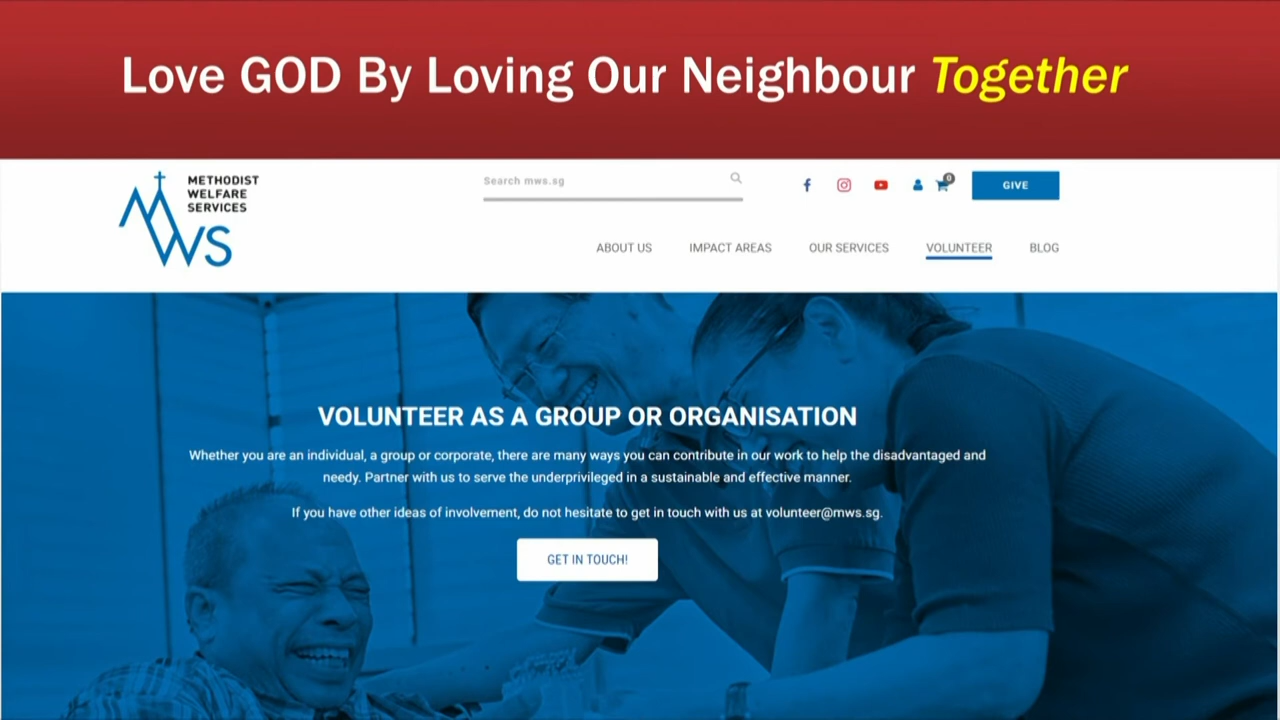 Love GOD By Loving Our Neighbour Together
METHODIST
WELFARE
SERVICES
MWS
Search mws.sg
0
GIVE
ABOUT US
IMPACT AREAS
OUR SERVICES
VOLUNTEER
BLOG
VOLUNTEER AS A GROUP OR ORGANISATION
Whether you are an individual, a group or corporate, there are many ways you can contribute in our work to help the disadvantaged and
needy. Partner with us to serve the underprivileged in a sustainable and effective manner.
If you have other ideas of involvement, do not hesitate to get in touch with us at volunteer@mws.sg.
GET IN TOUCH!